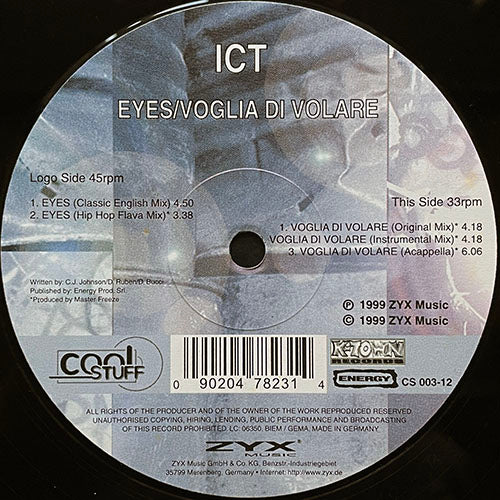 ICT
EYES/VOGLIA DI VOLARE
Logo Side 45rpm
1. EYES (Classic English Mix) 4.50
2. EYES (Hip Hop Flava Mix)* 3.38
This Side 33rpm
1. VOGLIA DI VOLARE (Original Mix)* 4.18
VOGLIA DI VOLARE (Instrumental Mix)* 4.18
3. VOGLIA DI VOLARE (Acappella)* 6.06
Written by: C.J. Johnson/D. Ruben/D. Bucci
Published by: Energy Prod. Srl.
*Produced by Master Freeze
℗ 1999 ZYX Music
© 1999 ZYX Music
cool
STUFF
0 90204 78231 4
K-TOWN
RECORDS
ENERGY
CS 003-12
ALL RIGHTS OF THE PRODUCER AND OF THE OWNER OF THE WORK REPRODUCED RESERVED.
UNAUTHORISED COPYING, HIRING, LENDING, PUBLIC PERFORMANCE AND BROADCASTING
OF THIS RECORD PROHIBITED. LC: 06350. BIEM / GEMA. MADE IN GERMANY.
ZYX®
MUSIC
ZYX Music GmbH & Co. KG, Benzstr.-Industriegebiet
35799 Merenberg, Germany • Internet: http://www.zyx.de